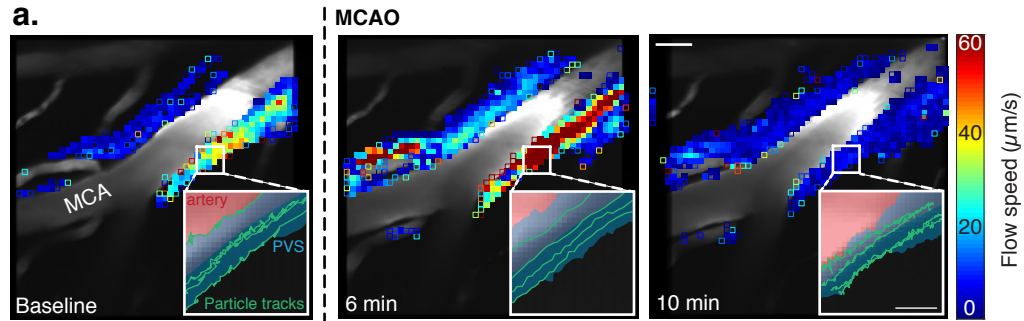 a.
MCAO
MCA
artery
PVS
Particle tracks
Baseline
6 min
10 min
60
40
20
0
Flow speed (μm/s)